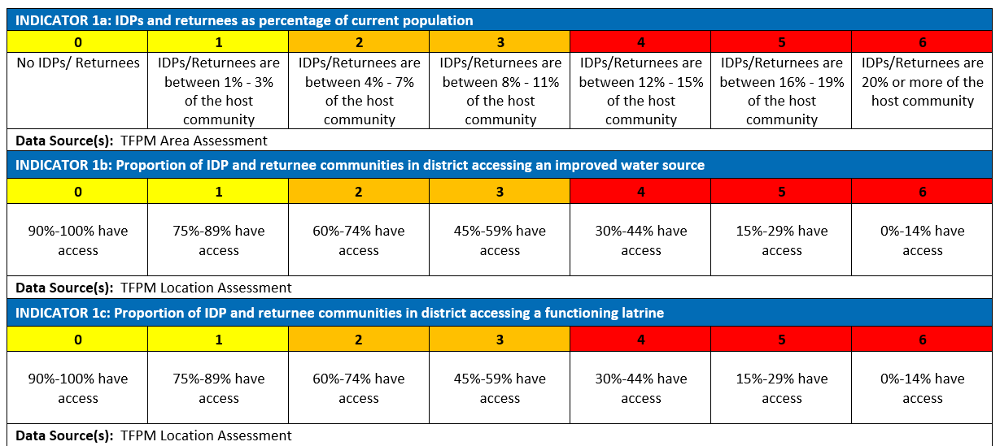 INDICATOR 1a: IDPs and returnees as percentage of current population
0 1 2 3 4 5 6
No IDPs/ Returnees
IDPs/Returnees are
between 1% - 3%
of the host
community
IDPs/Returnees are
between 4% - 7%
of the host
community
IDPs/Returnees are
between 8% - 11%
of the host
community
IDPs/Returnees are
between 12% - 15%
of the host
community
IDPs/Returnees are
between 16% - 19%
of the host
community
IDPs/Returnees are
20% or more of the
host community
Data Source(s): TFPM Area Assessment
INDICATOR 1b: Proportion of IDP and returnee communities in district accessing an improved water source
0 1 2 3 4 5 6
90%-100% have
access
75%-89% have
access
60%-74% have
access
45%-59% have
access
30%-44% have
access
15%-29% have
access
0%-14% have
access
Data Source(s): TFPM Location Assessment
INDICATOR 1c: Proportion of IDP and returnee communities in district accessing a functioning latrine
0 1 2 3 4 5 6
90%-100% have
access
75%-89% have
access
60%-74% have
access
45%-59% have
access
30%-44% have
access
15%-29% have
access
0%-14% have
access
Data Source(s): TFPM Location Assessment